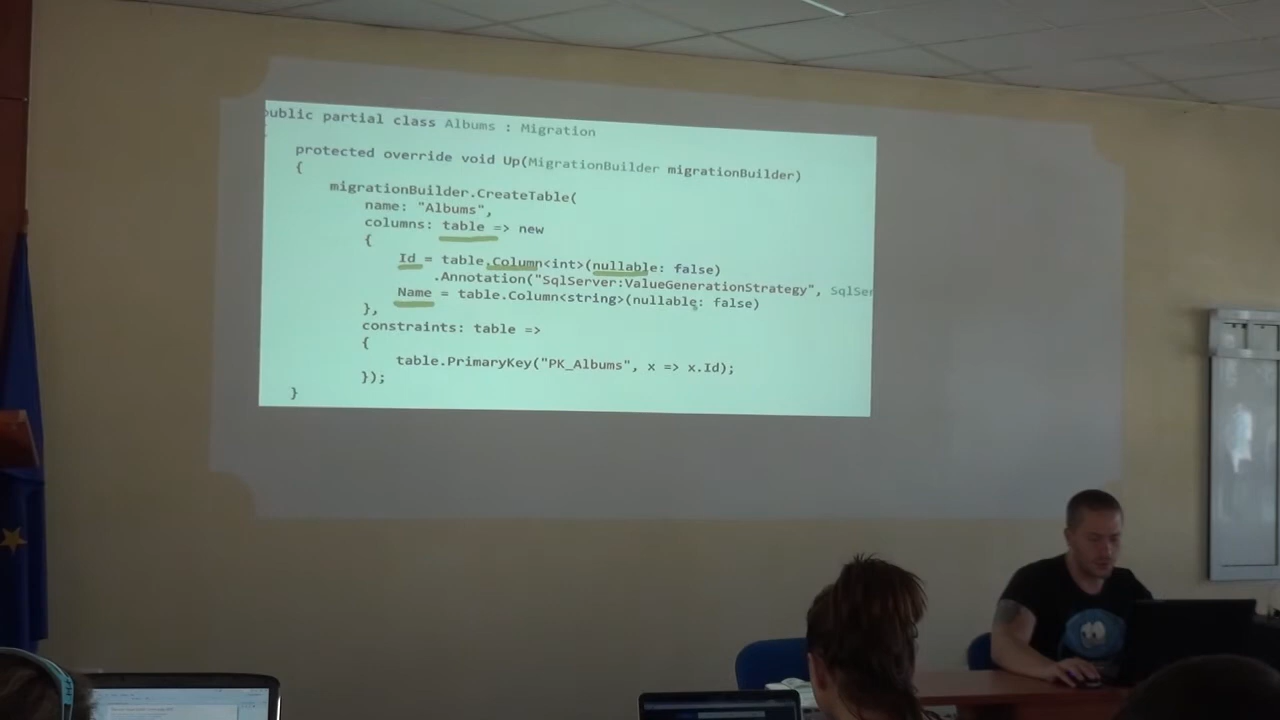 public partial class Albums : Migration
{
protected override void Up(MigrationBuilder migrationBuilder)
{
migrationBuilder.CreateTable(
name: "Albums",
columns: table => new
{
Id = table.Column<int>(nullable: false)
.Annotation("SqlServer:ValueGenerationStrategy", SqlSer
Name = table.Column<string>(nullable: false)
},
constraints: table =>
{
table.PrimaryKey("PK_Albums", x => x.Id);
});
}